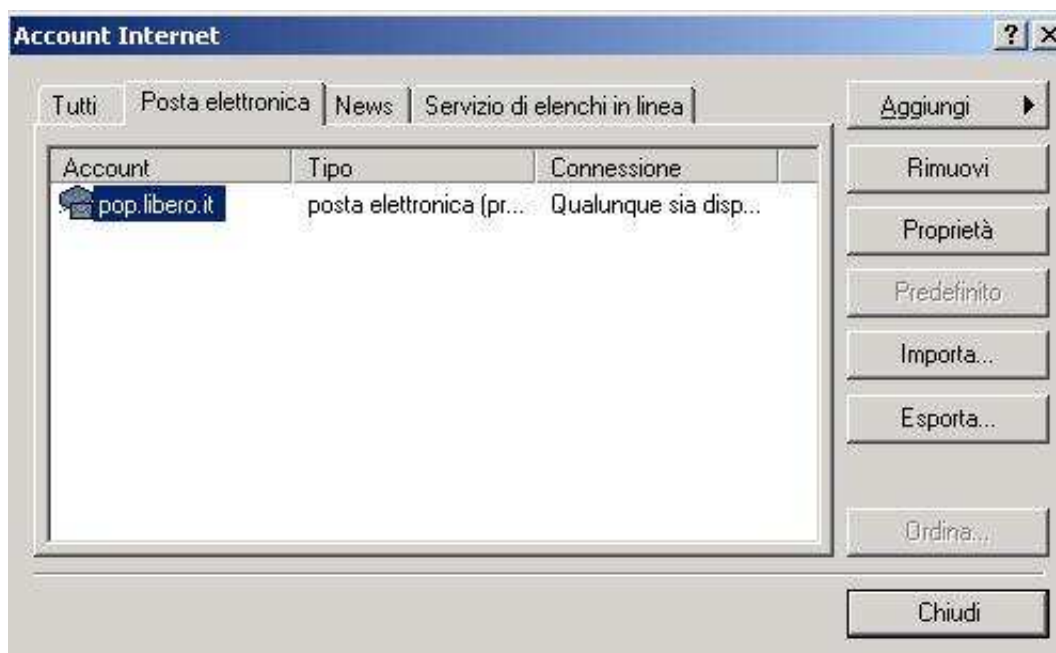 Account Internet
Tutti Posta elettronica News Servizio di elenchi in linea
Account Tipo Connessione
pop.libero.it posta elettronica (pr... Qualunque sia disp...
Aggiungi
Rimuovi
Proprietà
Predefinito
Importa...
Esporta...
Ordina...
Chiudi